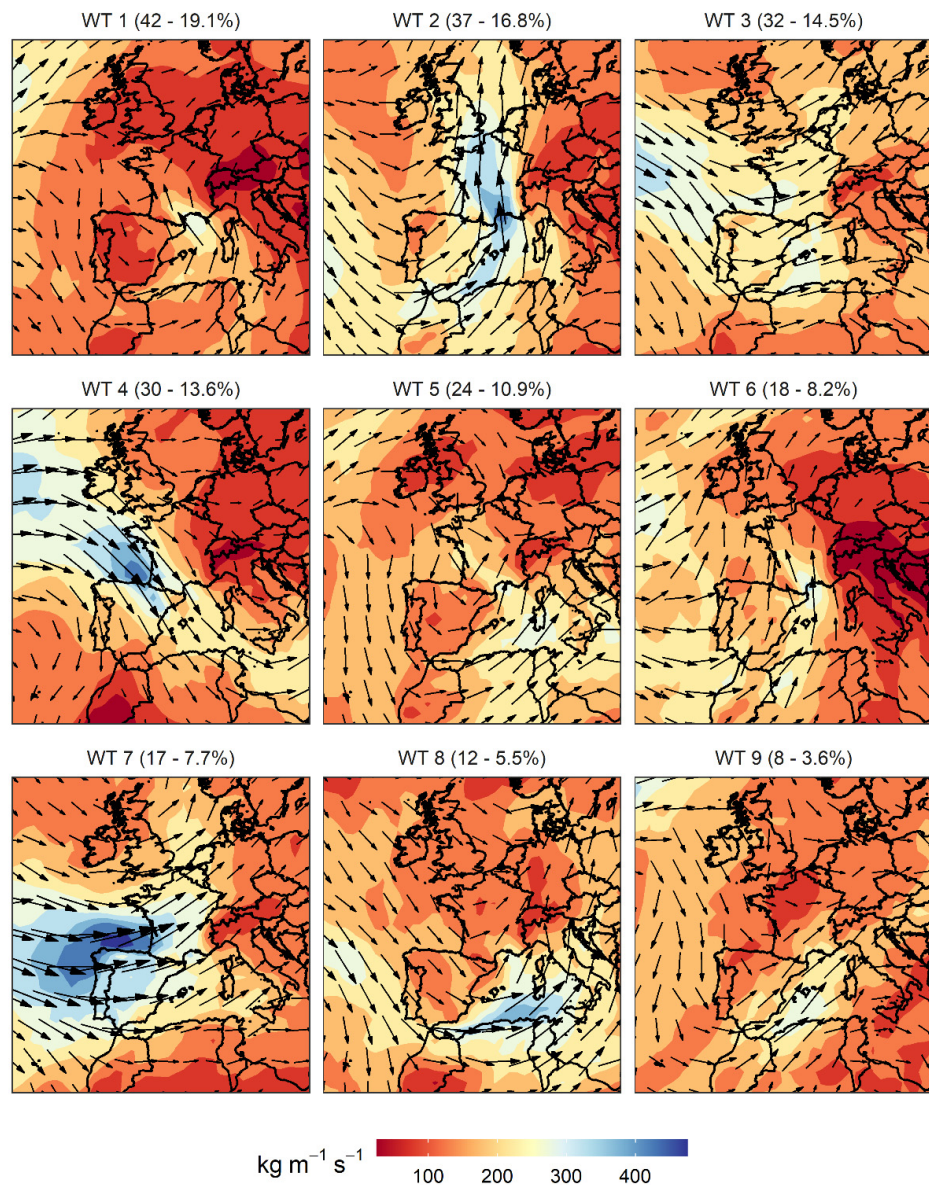 WT 1 (42 - 19.1%) WT 2 (37 - 16.8%) WT 3 (32 - 14.5%)
WT 4 (30 - 13.6%) WT 5 (24 - 10.9%) WT 6 (18 - 8.2%)
WT 7 (17 - 7.7%) WT 8 (12 - 5.5%) WT 9 (8 - 3.6%)
kg m⁻¹ s⁻¹
100 200 300 400